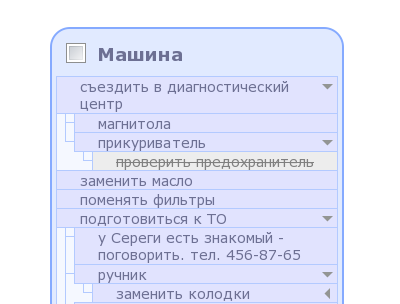 Машина
съездить в диагностический
центр
магнитола
прикуриватель
проверить предохранитель
заменить масло
поменять фильтры
подготовиться к ТО
у Сереги есть знакомый -
поговорить. тел. 456-87-65
ручник
заменить колодки